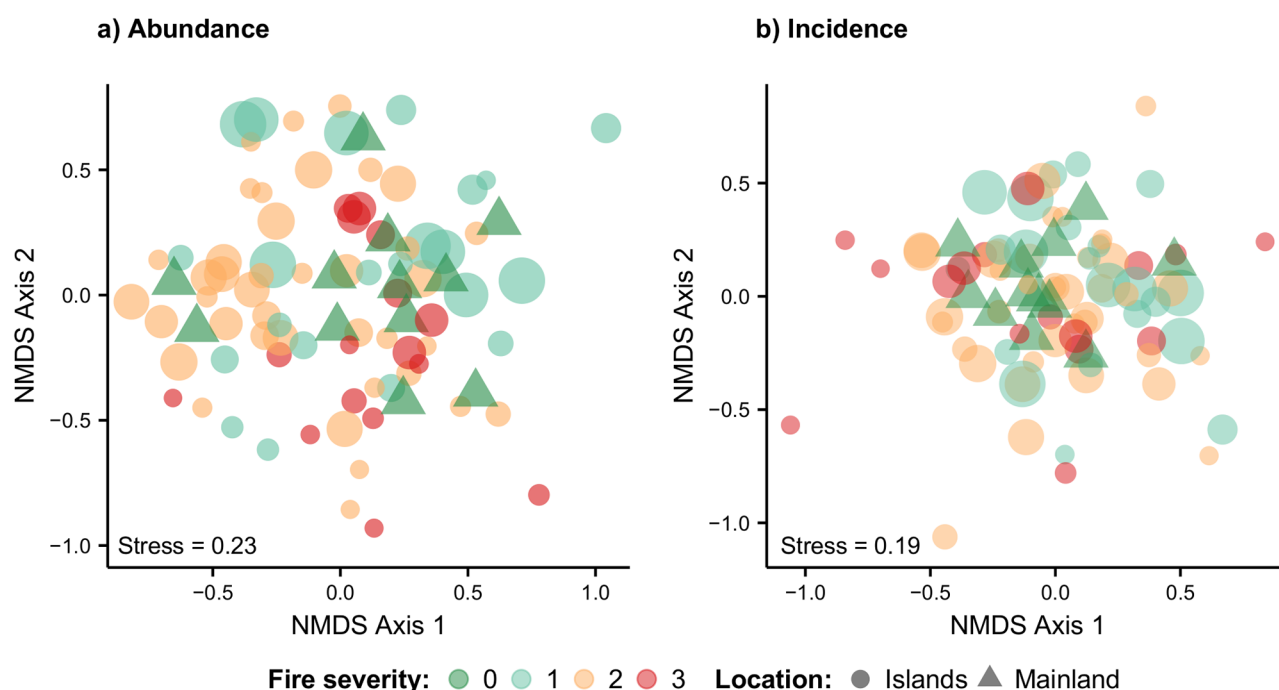 a) Abundance
b) Incidence
NMDS Axis 2
0.5
0.0
−0.5
−1.0
Stress = 0.23
−0.5
0.0
0.5
1.0
NMDS Axis 1
NMDS Axis 2
0.5
0.0
−0.5
−1.0
Stress = 0.19
−1.0
−0.5
0.0
0.5
NMDS Axis 1
Fire severity: 0 1 2 3 Location: Islands Mainland